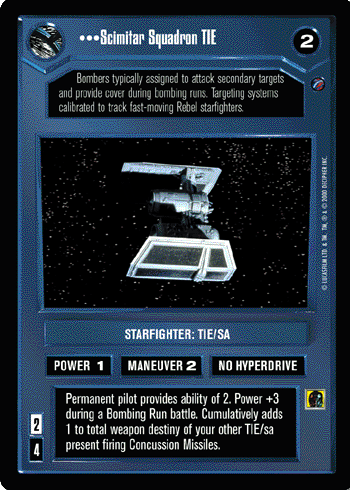 •••Scimitar Squadron TIE
2
Bombers typically assigned to attack secondary targets
and provide cover during bombing runs. Targeting systems
calibrated to track fast-moving Rebel starfighters.
© LUCASFILM LTD. & TM, TM, ® & © 2000 DECIPHER INC.
STARFIGHTER: TIE/SA
POWER 1
MANEUVER 2
NO HYPERDRIVE
Permanent pilot provides ability of 2. Power +3
during a Bombing Run battle. Cumulatively adds
1 to total weapon destiny of your other TIE/sa
present firing Concussion Missiles.
2
4